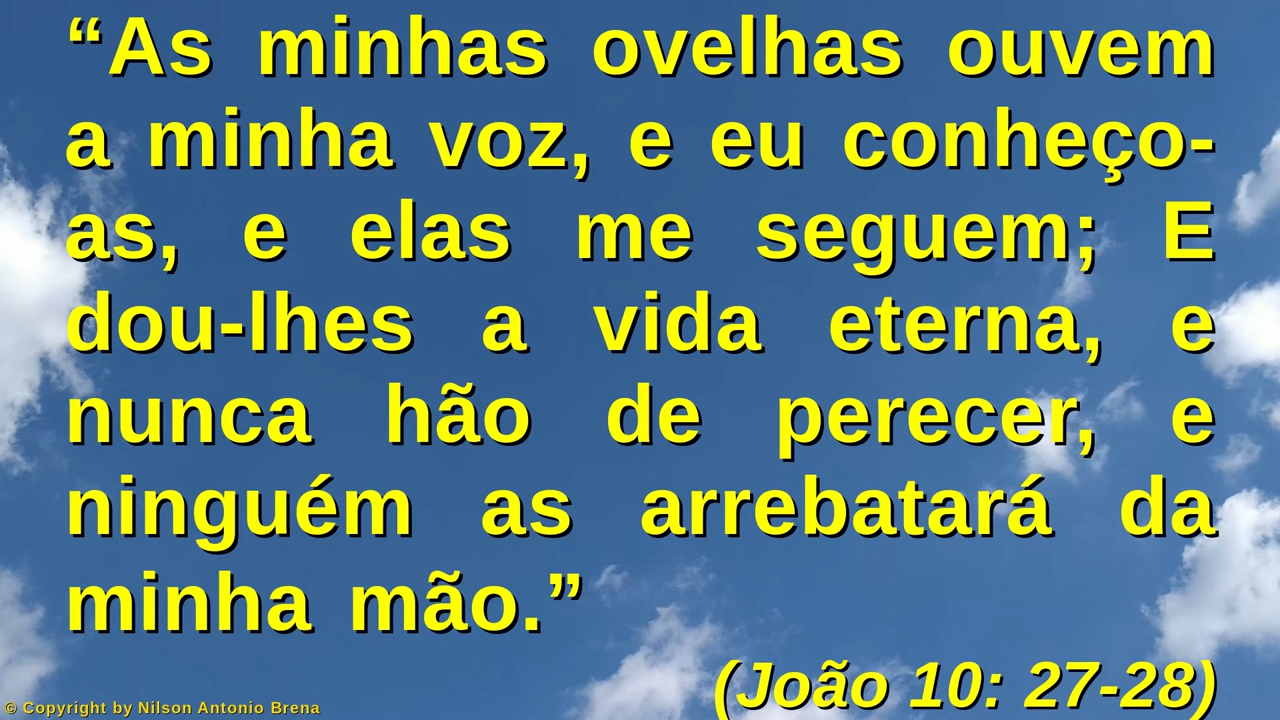 “As minhas ovelhas ouvem
a minha voz, e eu conheço-
as, e elas me seguem; E
dou-lhes a vida eterna, e
nunca hão de perecer, e
ninguém as arrebatará da
minha mão.”
(João 10: 27-28)
© Copyright by Nilson Antonio Brena